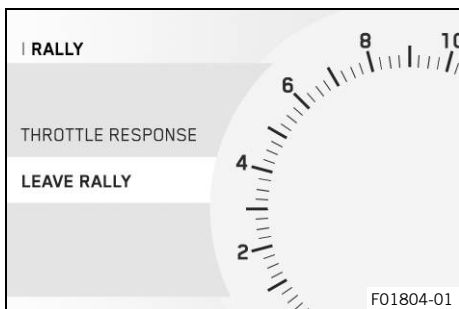 RALLY
THROTTLE RESPONSE
LEAVE RALLY
2
4
6
8
10
F01804-01